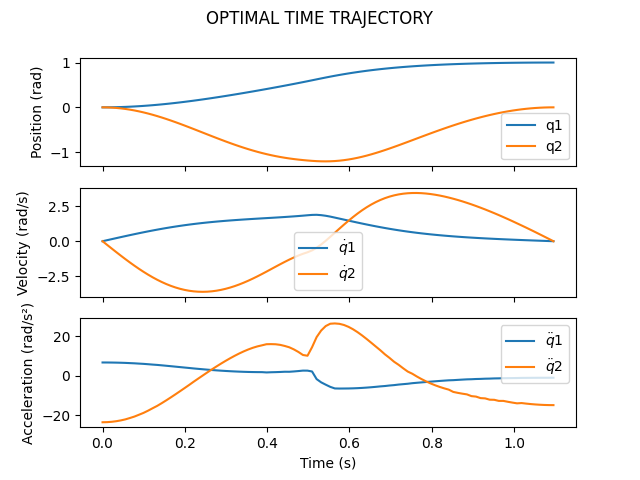 OPTIMAL TIME TRAJECTORY
Position (rad)
1
0
−1
q1
q2
Velocity (rad/s)
2.5
0.0
−2.5
q̇1
q̇2
Acceleration (rad/s²)
20
0
−20
q̈1
q̈2
0.0 0.2 0.4 0.6 0.8 1.0
Time (s)